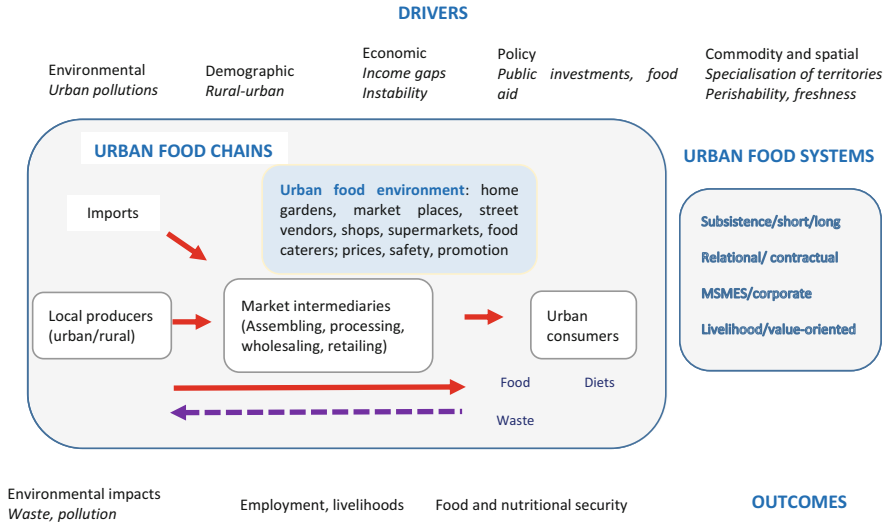 DRIVERS
Environmental
Urban pollutions
Demographic
Rural-urban
Economic
Income gaps
Instability
Policy
Public investments, food
aid
Commodity and spatial
Specialisation of territories
Perishability, freshness
URBAN FOOD CHAINS
Urban food environment: home
gardens, market places, street
vendors, shops, supermarkets, food
caterers; prices, safety, promotion
Imports
Local producers
(urban/rural)
Market intermediaries
(Assembling, processing,
wholesaling, retailing)
Urban
consumers
Food
Diets
Waste
URBAN FOOD SYSTEMS
Subsistence/short/long
Relational/ contractual
MSMES/corporate
Livelihood/value-oriented
Environmental impacts
Waste, pollution
Employment, livelihoods
Food and nutritional security
OUTCOMES